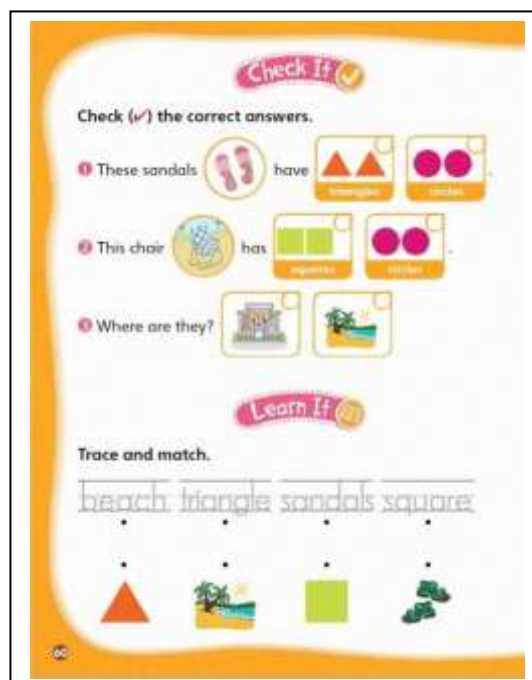 Check It
Check (✓) the correct answers.
1 These sandals have triangles circles .
2 This chair has squares circles .
3 Where are they?
Learn It
Trace and match.
beach triangle sandals square
60